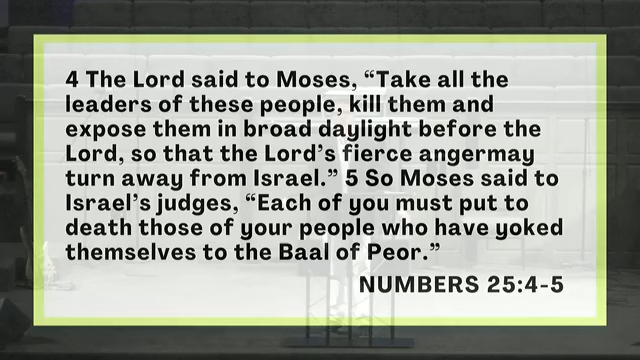 4 The Lord said to Moses, “Take all the
leaders of these people, kill them and
expose them in broad daylight before the
Lord, so that the Lord’s fierce angermay
turn away from Israel.” 5 So Moses said to
Israel’s judges, “Each of you must put to
death those of your people who have yoked
themselves to the Baal of Peor.”
NUMBERS 25:4-5